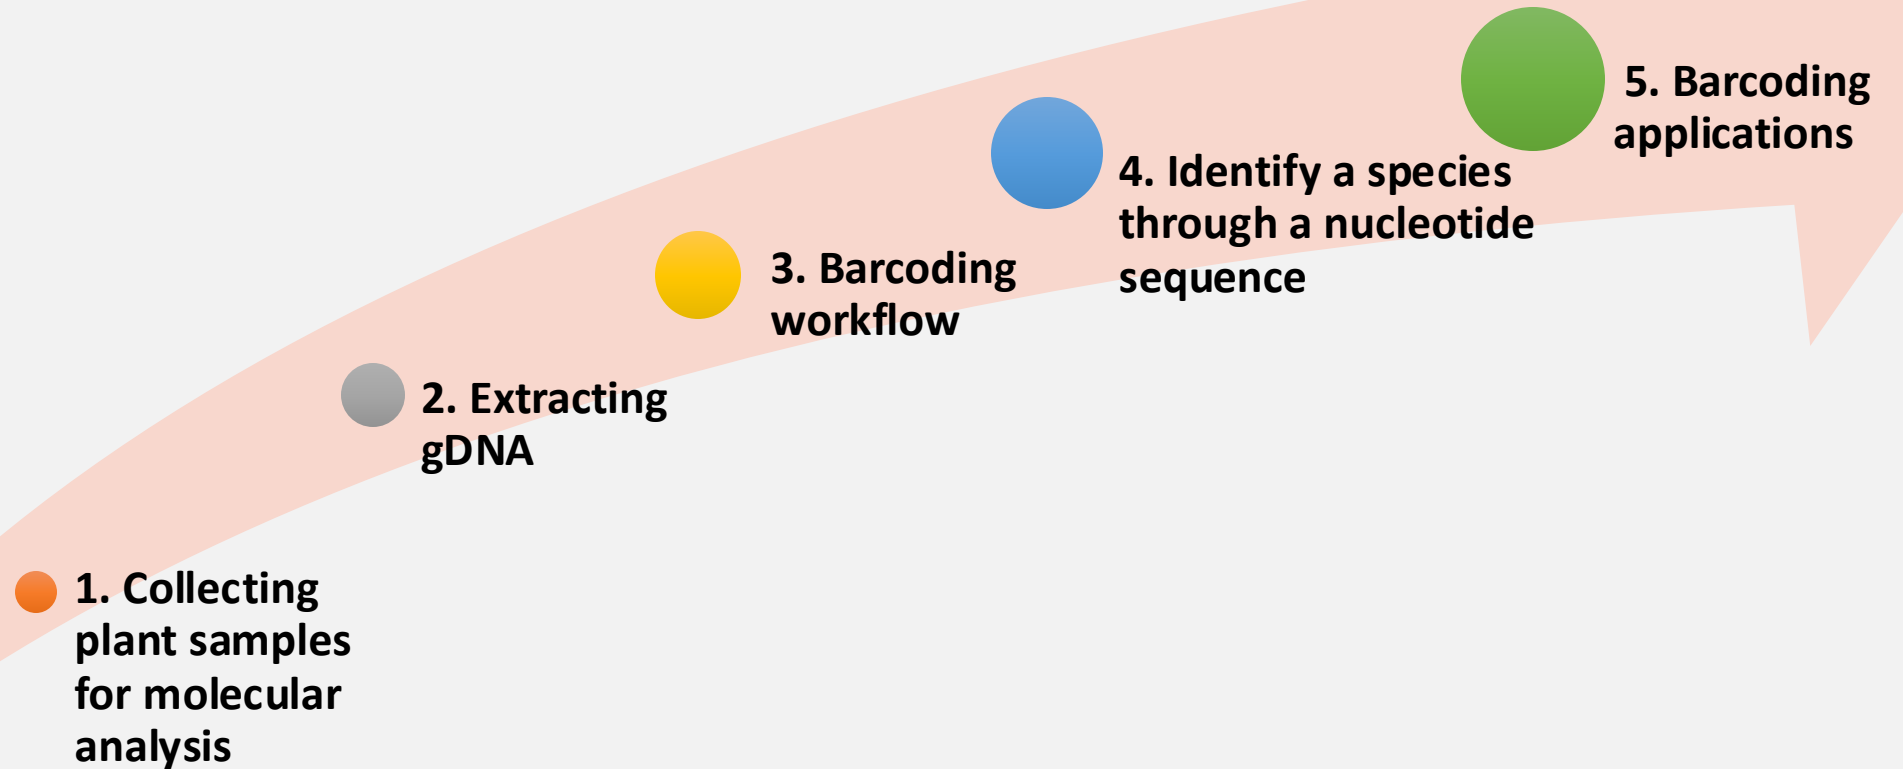 1. Collecting
plant samples
for molecular
analysis
2. Extracting
gDNA
3. Barcoding
workflow
4. Identify a species
through a nucleotide
sequence
5. Barcoding
applications